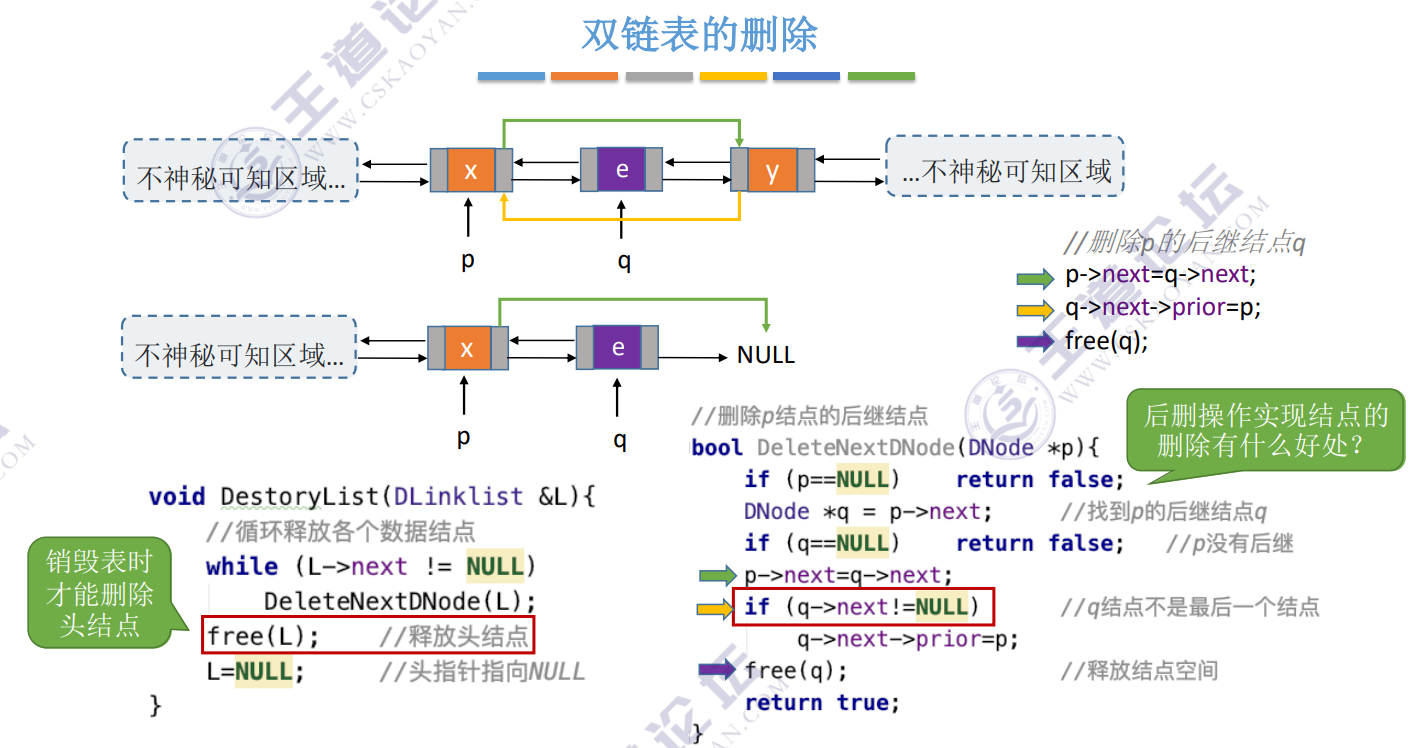 双链表的删除
不神秘可知区域...
x
e
y
...不神秘可知区域
p
q
//删除p的后继结点q
p->next=q->next;
q->next->prior=p;
free(q);
不神秘可知区域...
x
e
NULL
p
q
void DestoryList(DLinklist &L){
//循环释放各个数据结点
while (L->next != NULL)
DeleteNextDNode(L);
free(L); //释放头结点
L=NULL; //头指针指向NULL
}
销毁表时
才能删除
头结点
//删除p结点的后继结点
bool DeleteNextDNode(DNode *p){
if (p==NULL) return false;
DNode *q = p->next; //找到p的后继结点q
if (q==NULL) return false; //p没有后继
p->next=q->next;
if (q->next!=NULL) //q结点不是最后一个结点
q->next->prior=p;
free(q); //释放结点空间
return true;
}
后删操作实现结点的
删除有什么好处?
王道论坛
WWW.CSKAOYAN.COM
王道论坛
WWW.CSKAOYAN.COM